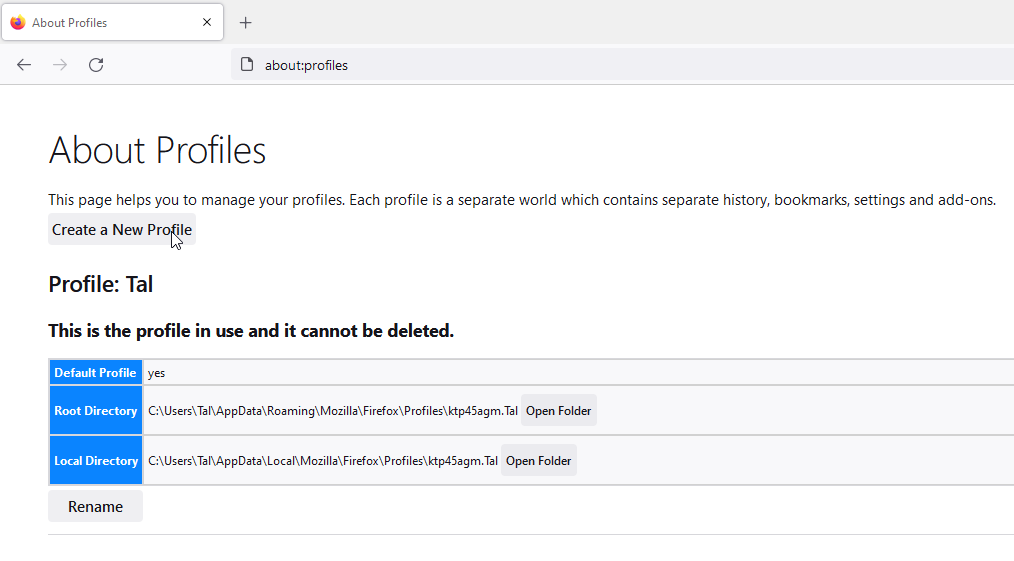 About Profiles
about:profiles
About Profiles
This page helps you to manage your profiles. Each profile is a separate world which contains separate history, bookmarks, settings and add-ons.
Create a New Profile
Profile: Tal
This is the profile in use and it cannot be deleted.
Default Profile yes
Root Directory C:\Users\Tal\AppData\Roaming\Mozilla\Firefox\Profiles\ktp45agm.Tal Open Folder
Local Directory C:\Users\Tal\AppData\Local\Mozilla\Firefox\Profiles\ktp45agm.Tal Open Folder
Rename